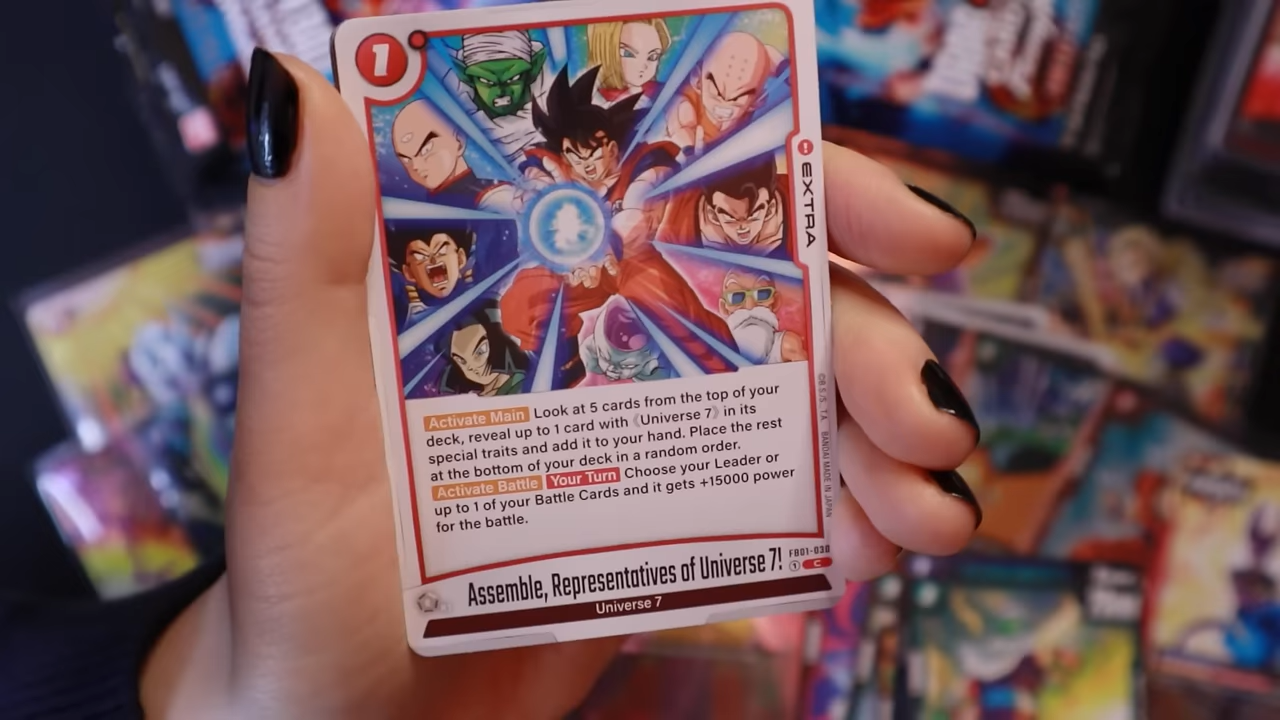 1
EXTRA
Activate Main Look at 5 cards from the top of your
deck, reveal up to 1 card with 《Universe 7》 in its
special traits and add it to your hand. Place the rest
at the bottom of your deck in a random order.
Activate Battle Your Turn Choose your Leader or
up to 1 of your Battle Cards and it gets +15000 power
for the battle.
©B.S./S. T.A. BANDAI MADE IN JAPAN
Assemble, Representatives of Universe 7!
FB01-030
1 C
Universe 7